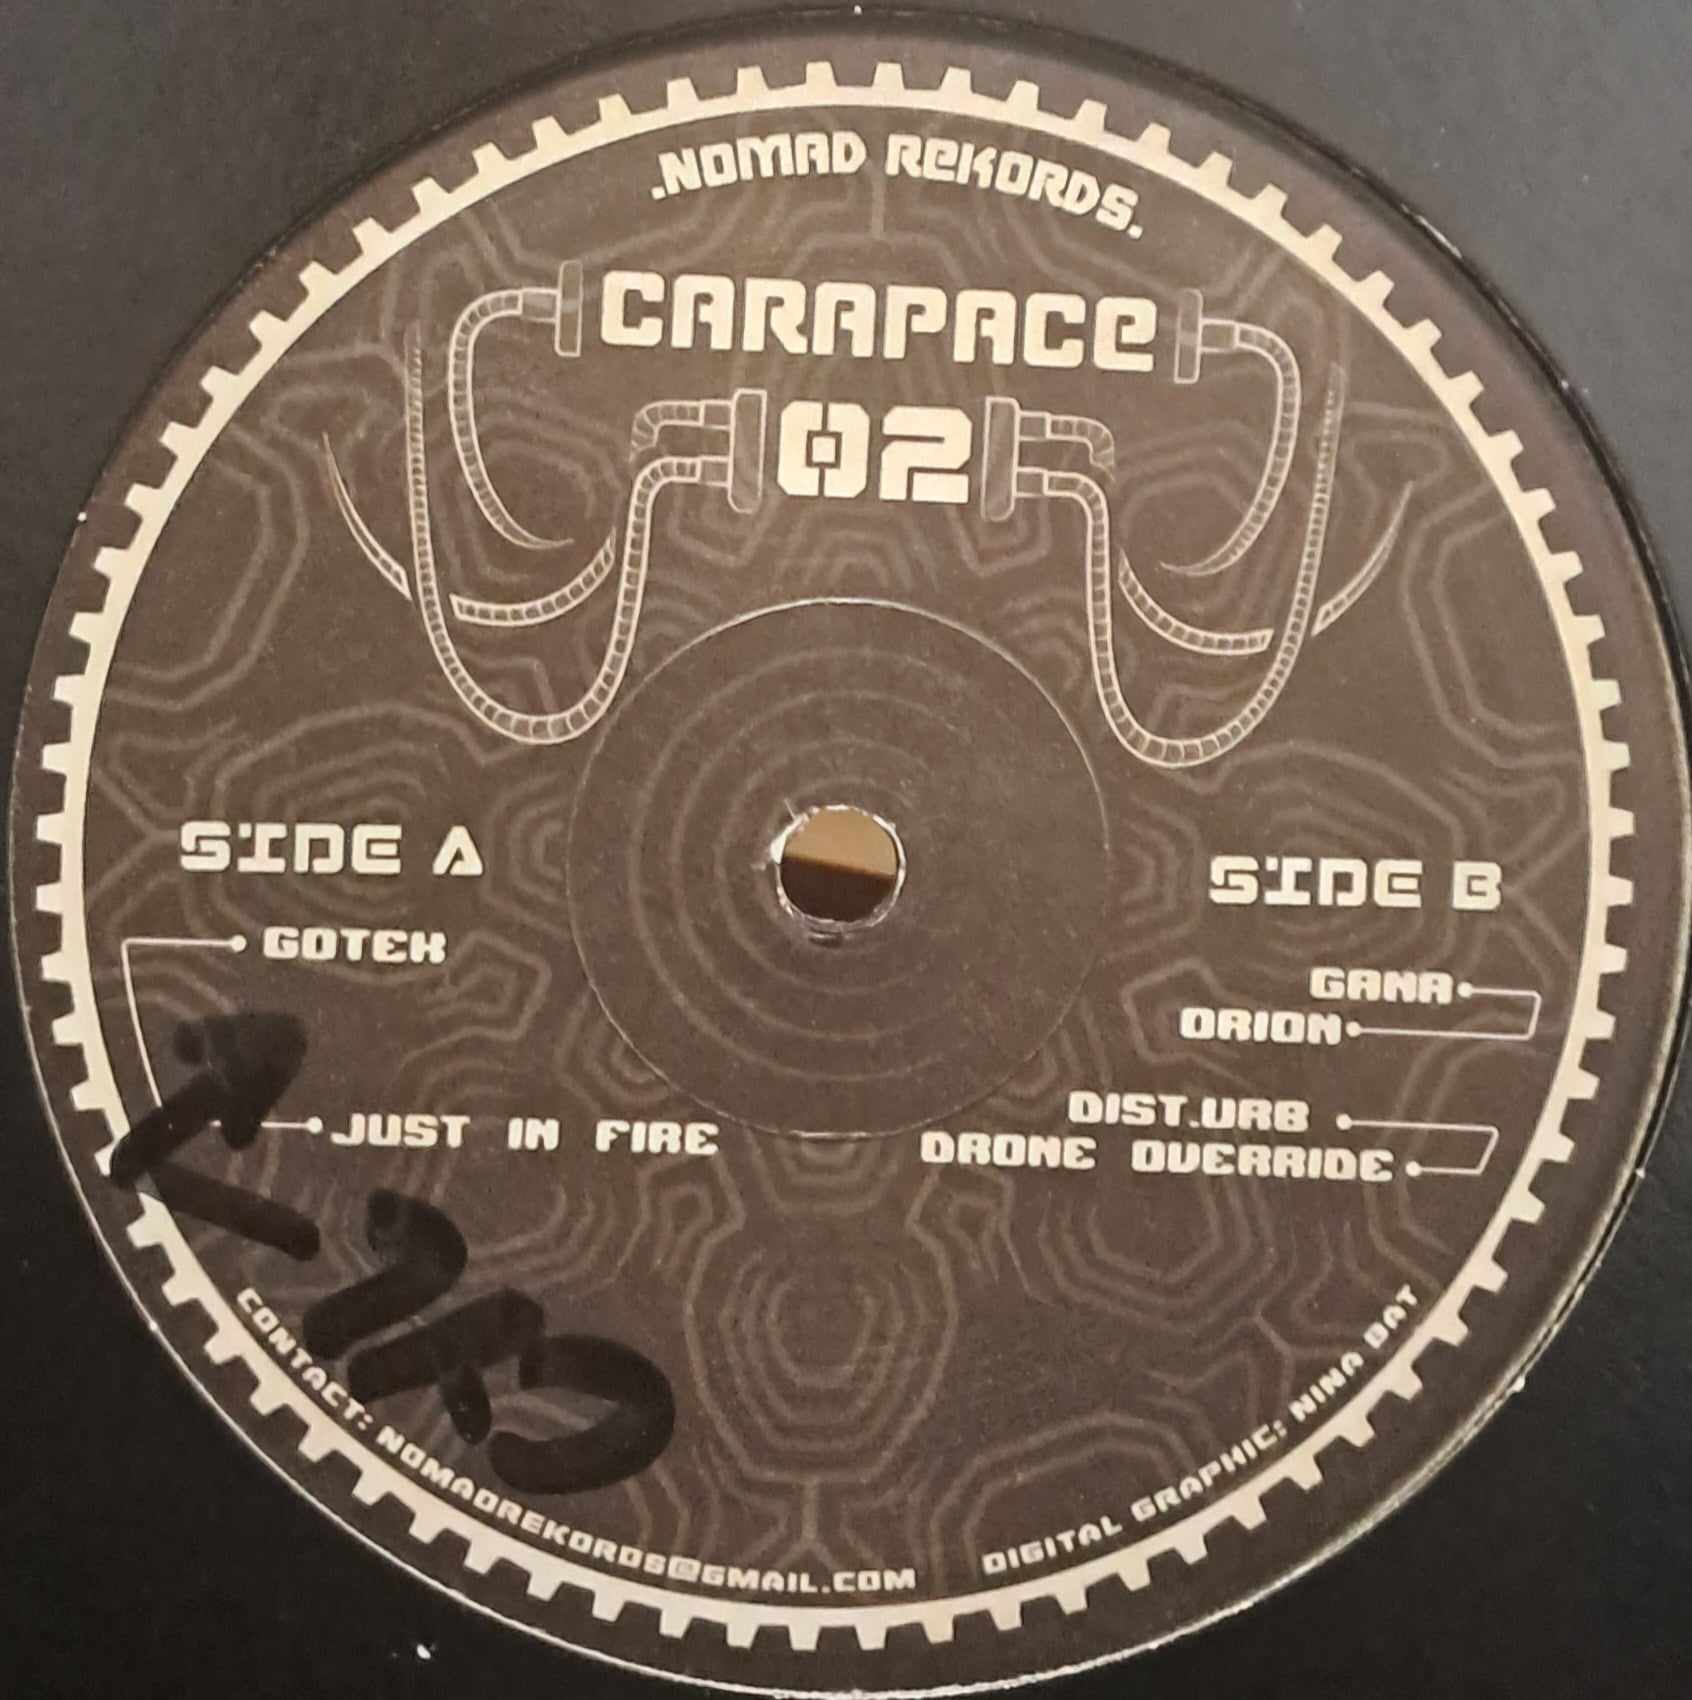 .NOMAD REKORDS.
CARAPACE
02
SIDE A
GOTEK
JUST IN FIRE
SIDE B
GANA
ORION
DIST.URB
DRONE OVERRIDE
CONTACT: NOMADREKORDS@GMAIL.COM
DIGITAL GRAPHIC: NINA BAT